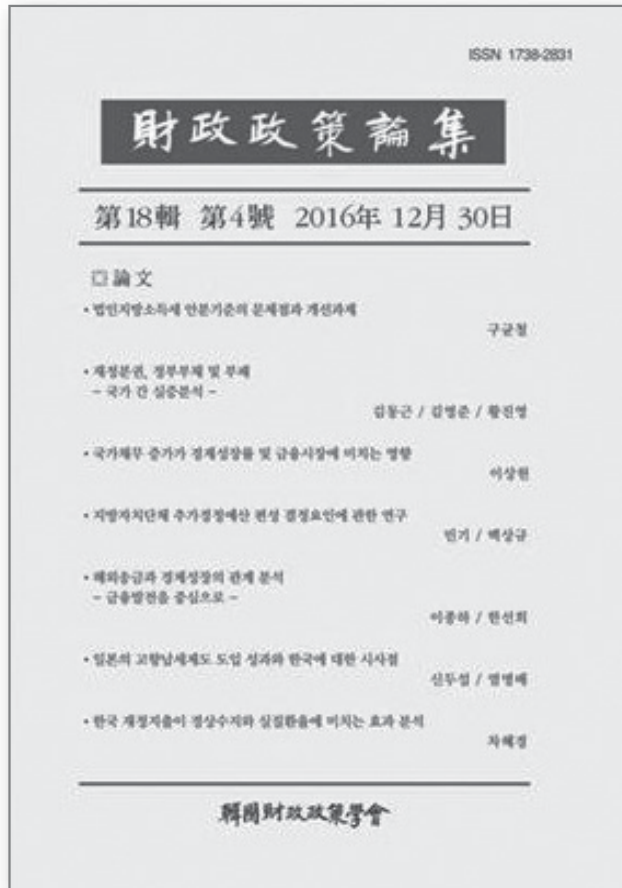 ISSN 1738-2831
財政政策論集
第18輯 第4號 2016年 12月 30日
論文
• 법인지방소득세 안분기준의 문제점과 개선과제
구균철
• 재정분권, 정부부채 및 부패
- 국가 간 실증분석 -
김동근 / 김영준 / 황진영
• 국가채무 증가가 경제성장률 및 금융시장에 미치는 영향
이상헌
• 지방자치단체 추가경정예산 편성 결정요인에 관한 연구
민기 / 백상규
• 해외송금과 경제성장의 관계 분석
- 금융발전을 중심으로 -
이종하 / 한선희
• 일본의 고향납세제도 도입 성과와 한국에 대한 시사점
신두섭 / 염명배
• 한국 재정지출이 경상수지와 실질환율에 미치는 효과 분석
차혜경
韓國財政政策學會